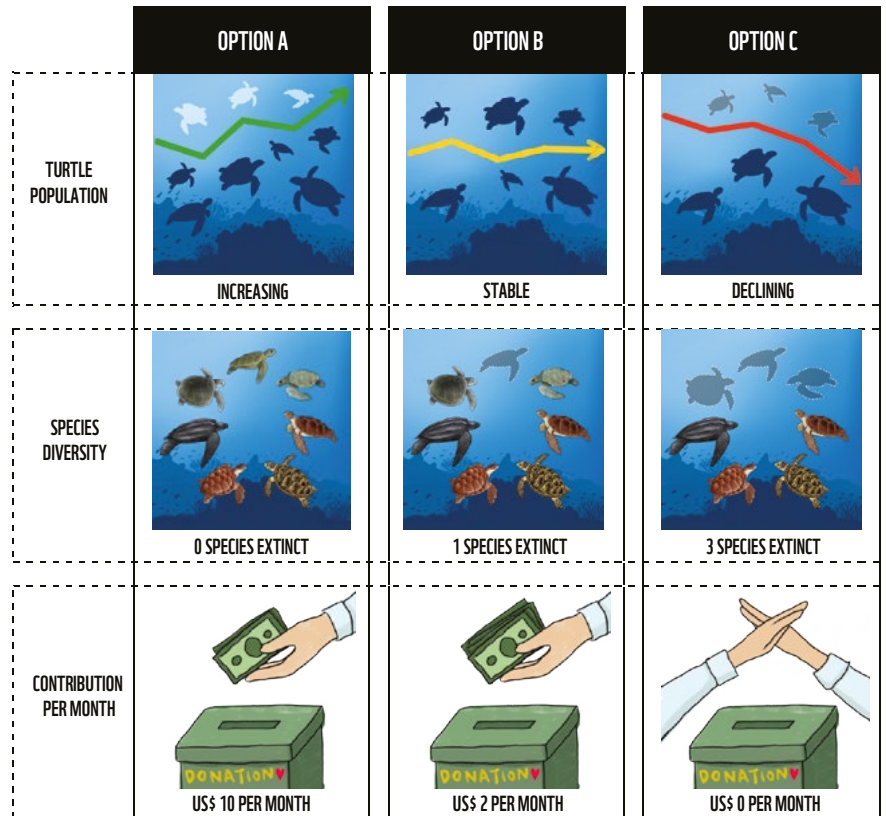 OPTION A
OPTION B
OPTION C
TURTLE
POPULATION
INCREASING
STABLE
DECLINING
SPECIES
DIVERSITY
0 SPECIES EXTINCT
1 SPECIES EXTINCT
3 SPECIES EXTINCT
CONTRIBUTION
PER MONTH
DONATION
DONATION
DONATION
US$ 10 PER MONTH
US$ 2 PER MONTH
US$ 0 PER MONTH